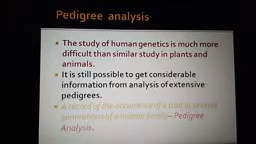 Pedigree analysis
The study of human genetics is much more
difficult than similar study in plants and
animals.
It is still possible to get considerable
information from analysis of extensive
pedigrees.
A record of the occurrence of a trait in several
generations of a human family– Pedigree
Analysis.